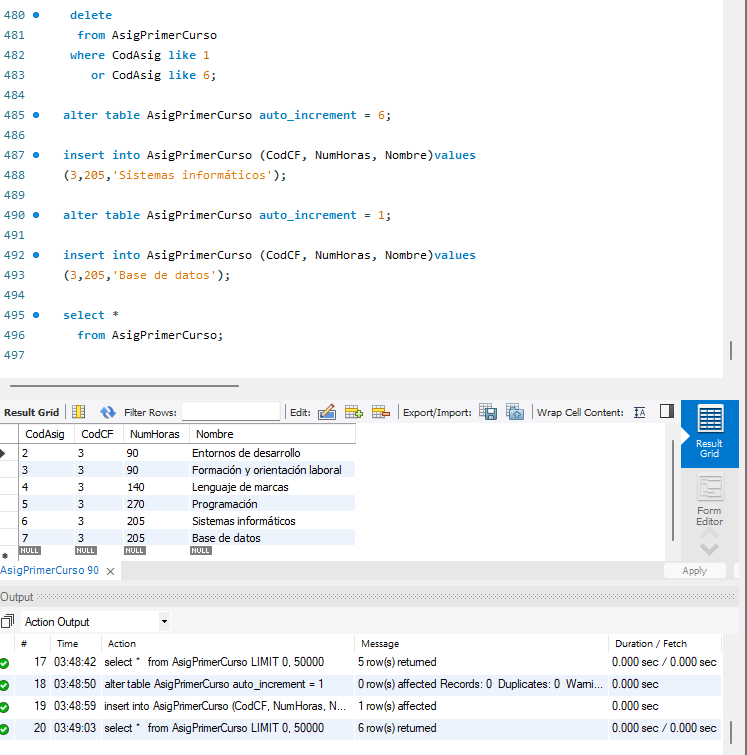 480 delete
481 from AsigPrimerCurso
482 where CodAsig like 1
483 or CodAsig like 6;
484
485 alter table AsigPrimerCurso auto_increment = 6;
486
487 insert into AsigPrimerCurso (CodCF, NumHoras, Nombre)values
488 (3,205,'Sistemas informáticos');
489
490 alter table AsigPrimerCurso auto_increment = 1;
491
492 insert into AsigPrimerCurso (CodCF, NumHoras, Nombre)values
493 (3,205,'Base de datos');
494
495 select *
496 from AsigPrimerCurso;
497
Result Grid Filter Rows: Edit: Export/Import: Wrap Cell Content: IA
CodAsig CodCF NumHoras Nombre
2 3 90 Entornos de desarrollo
3 3 90 Formación y orientación laboral
4 3 140 Lenguaje de marcas
5 3 270 Programación
6 3 205 Sistemas informáticos
7 3 205 Base de datos
* NULL NULL NULL NULL
Result
Grid
Form
Editor
AsigPrimerCurso 90 Apply
Output
Action Output
# Time Action Message Duration / Fetch
17 03:48:42 select * from AsigPrimerCurso LIMIT 0, 50000 5 row(s) returned 0.000 sec / 0.000 sec
18 03:48:50 alter table AsigPrimerCurso auto_increment = 1 0 row(s) affected Records: 0 Duplicates: 0 Warni... 0.000 sec
19 03:48:59 insert into AsigPrimerCurso (CodCF, NumHoras, N... 1 row(s) affected 0.000 sec
20 03:49:03 select * from AsigPrimerCurso LIMIT 0, 50000 6 row(s) returned 0.000 sec / 0.000 sec